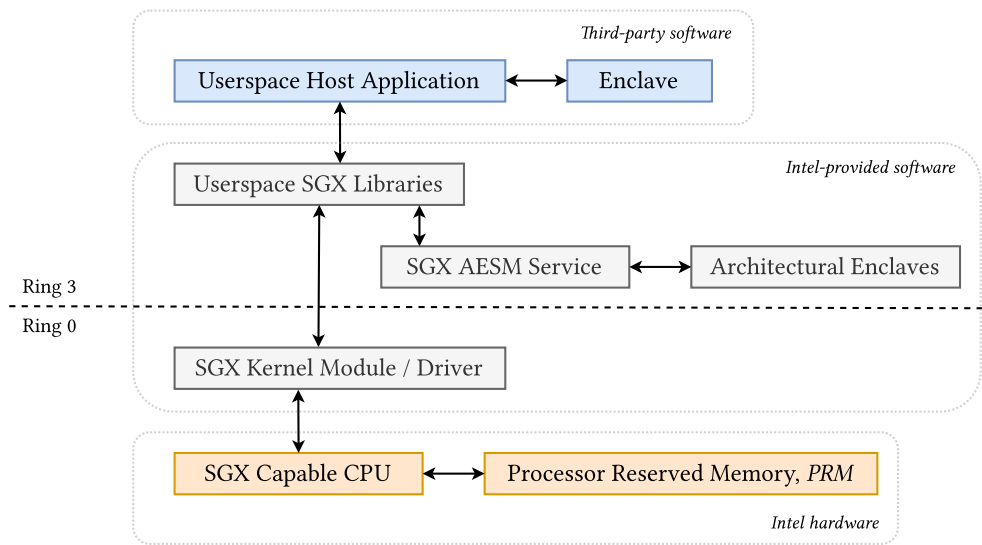 Third-party software
Userspace Host Application
Enclave
Intel-provided software
Userspace SGX Libraries
SGX AESM Service
Architectural Enclaves
Ring 3
Ring 0
SGX Kernel Module / Driver
SGX Capable CPU
Processor Reserved Memory, PRM
Intel hardware